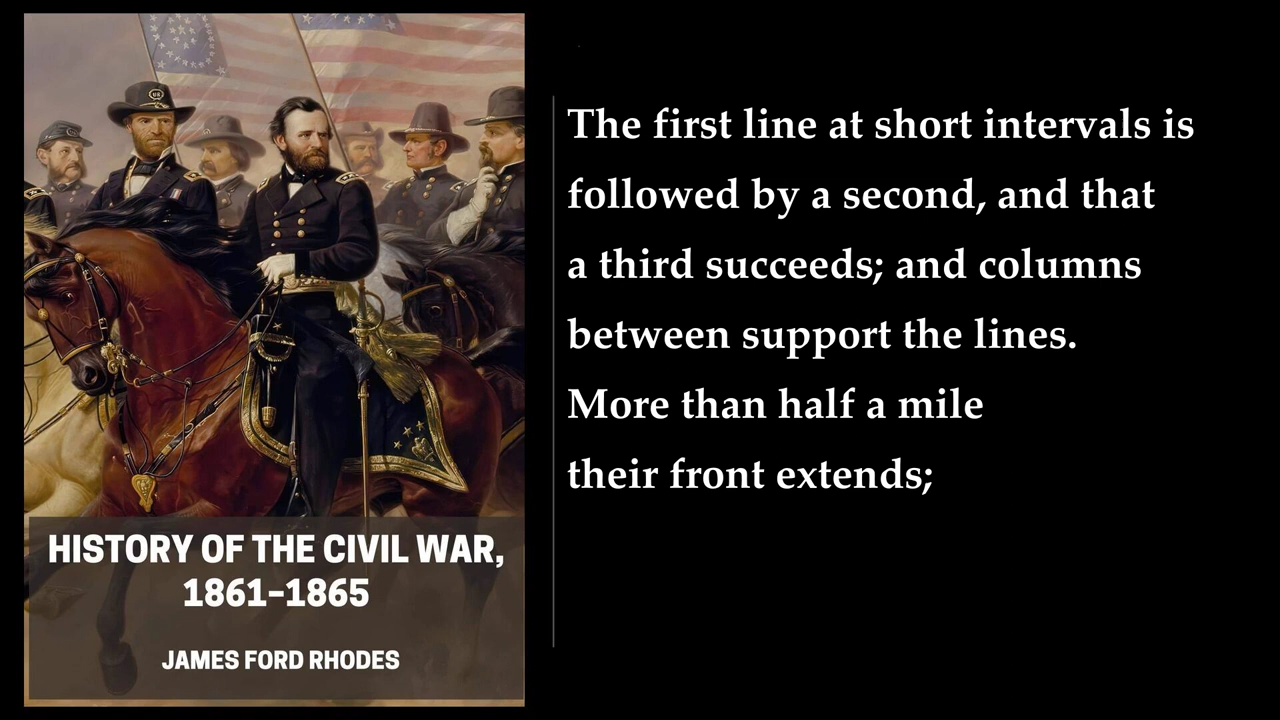 HISTORY OF THE CIVIL WAR,
1861–1865
JAMES FORD RHODES
The first line at short intervals is
followed by a second, and that
a third succeeds; and columns
between support the lines.
More than half a mile
their front extends;